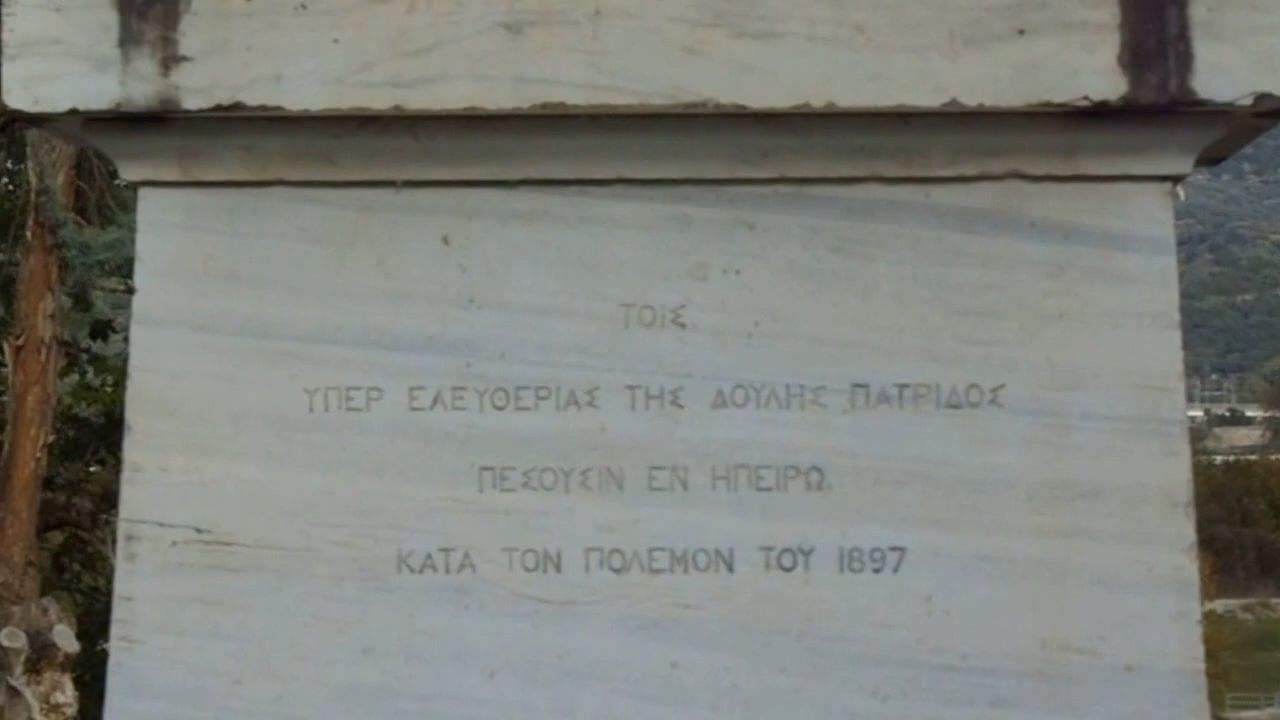 ΤΟΙΣ
ΥΠΕΡ ΕΛΕΥΘΕΡΙΑΣ ΤΗΣ ΔΟΥΛΗΣ ΠΑΤΡΙΔΟΣ
ΠΕΣΟΥΣΙΝ ΕΝ ΗΠΕΙΡΩ
ΚΑΤΑ ΤΟΝ ΠΟΛΕΜΟΝ ΤΟΥ 1897